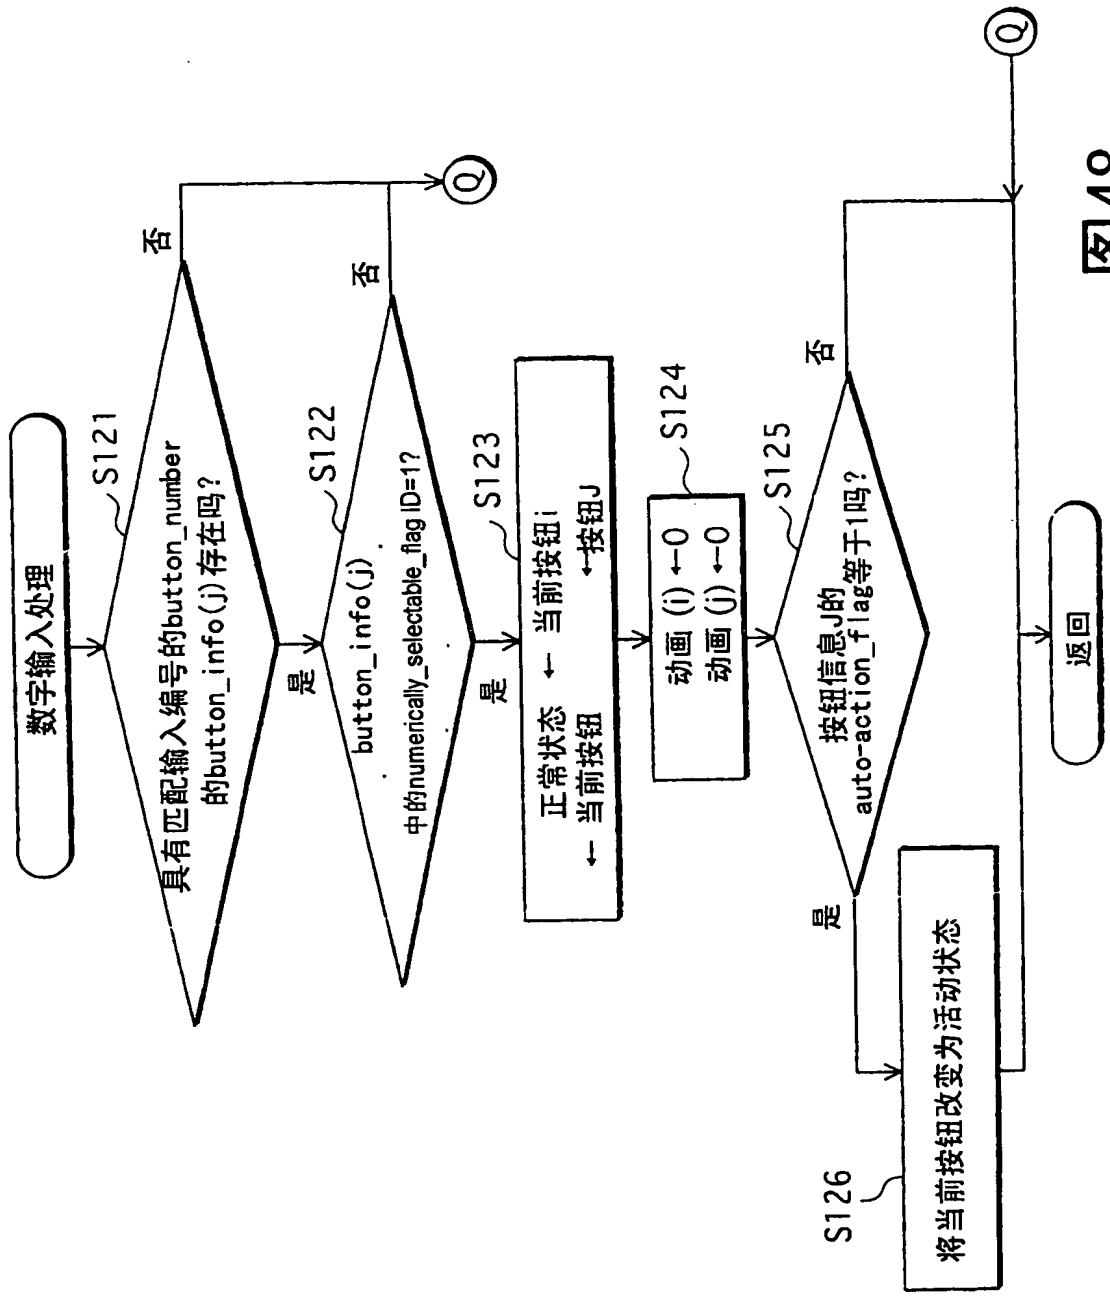 数字输入处理
S121
具有匹配输入编号的button_number
的button_info(j)存在吗?
否
是
S122
button_info(j)
中的numerically_selectable_flag ID=1?
否
Q
是
S123
正常状态 ← 当前按钮i
← 当前按钮 ←按钮J
S124
动画 (i) ←0
动画 (j) ←0
S125
按钮信息J的
auto-action_flag等于1吗?
否
是
Q
S126
将当前按钮改变为活动状态
返回